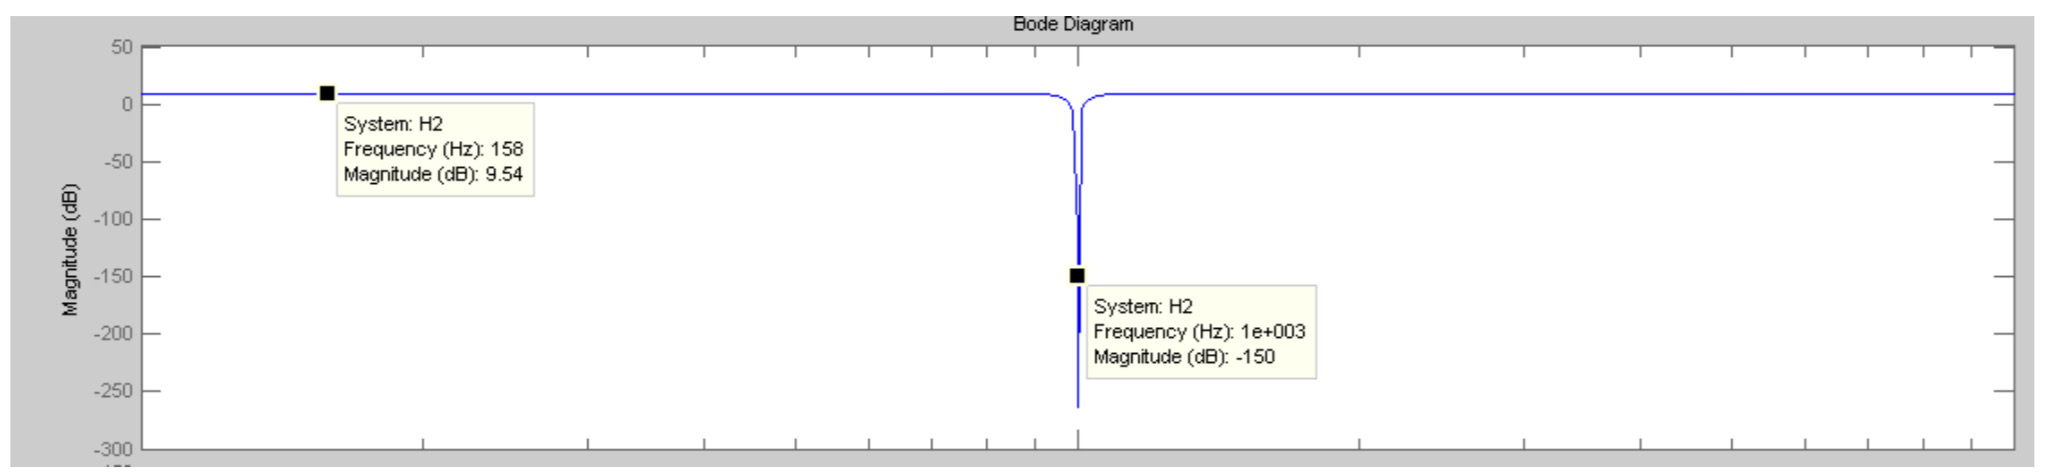 Bode Diagram
50
0
-50
-100
-150
-200
-250
-300
Magnitude (dB)
System: H2
Frequency (Hz): 158
Magnitude (dB): 9.54
System: H2
Frequency (Hz): 1e+003
Magnitude (dB): -150